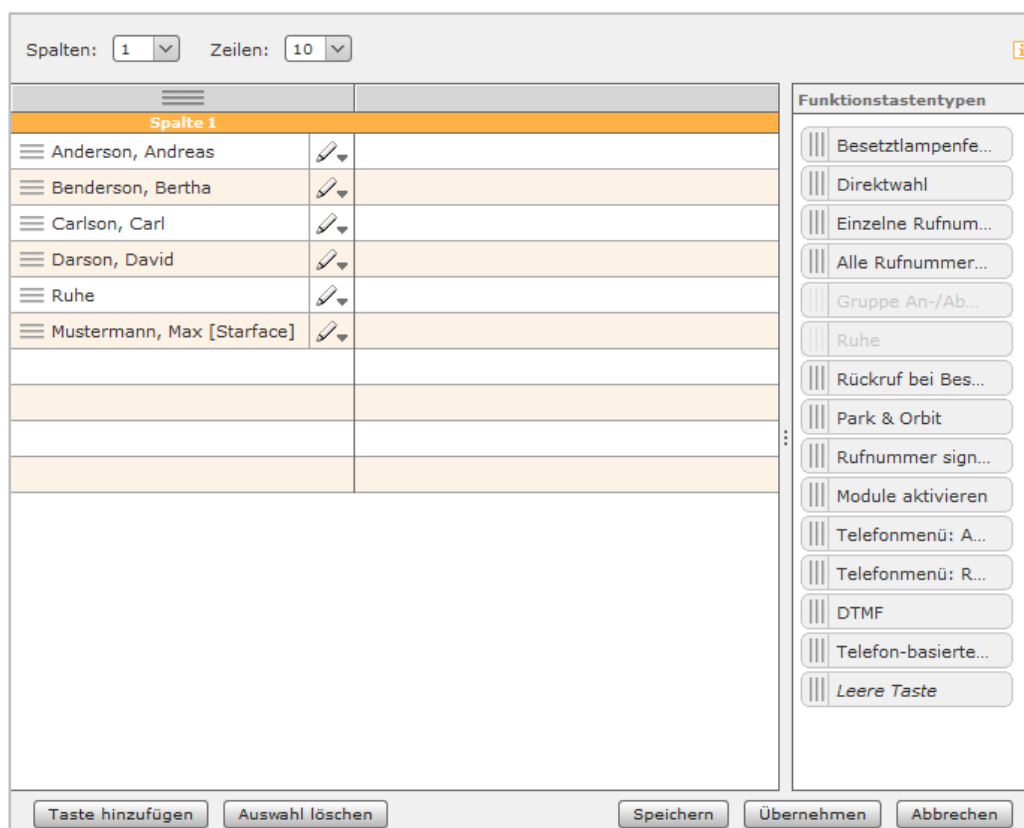 Spalten: 1 Zeilen: 10
Spalte 1
Anderson, Andreas
Benderson, Bertha
Carlson, Carl
Darson, David
Ruhe
Mustermann, Max [Starface]
Funktionstastentypen
Besetztlampenfe...
Direktwahl
Einzelne Rufnum...
Alle Rufnummer...
Gruppe An-/Ab...
Ruhe
Rückruf bei Bes...
Park & Orbit
Rufnummer sign...
Module aktivieren
Telefonmenü: A...
Telefonmenü: R...
DTMF
Telefon-basierte...
Leere Taste
Taste hinzufügen Auswahl löschen Speichern Übernehmen Abbrechen